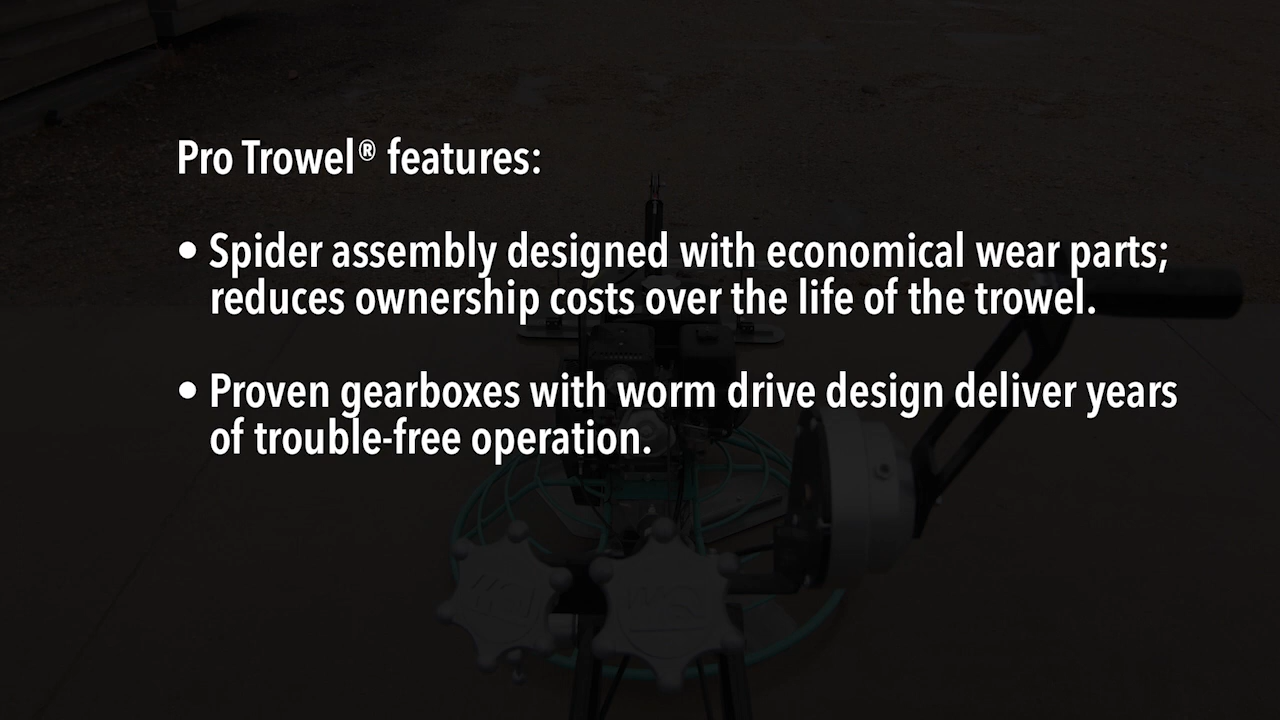 Pro Trowel® features:
• Spider assembly designed with economical wear parts;
reduces ownership costs over the life of the trowel.
• Proven gearboxes with worm drive design deliver years
of trouble-free operation.